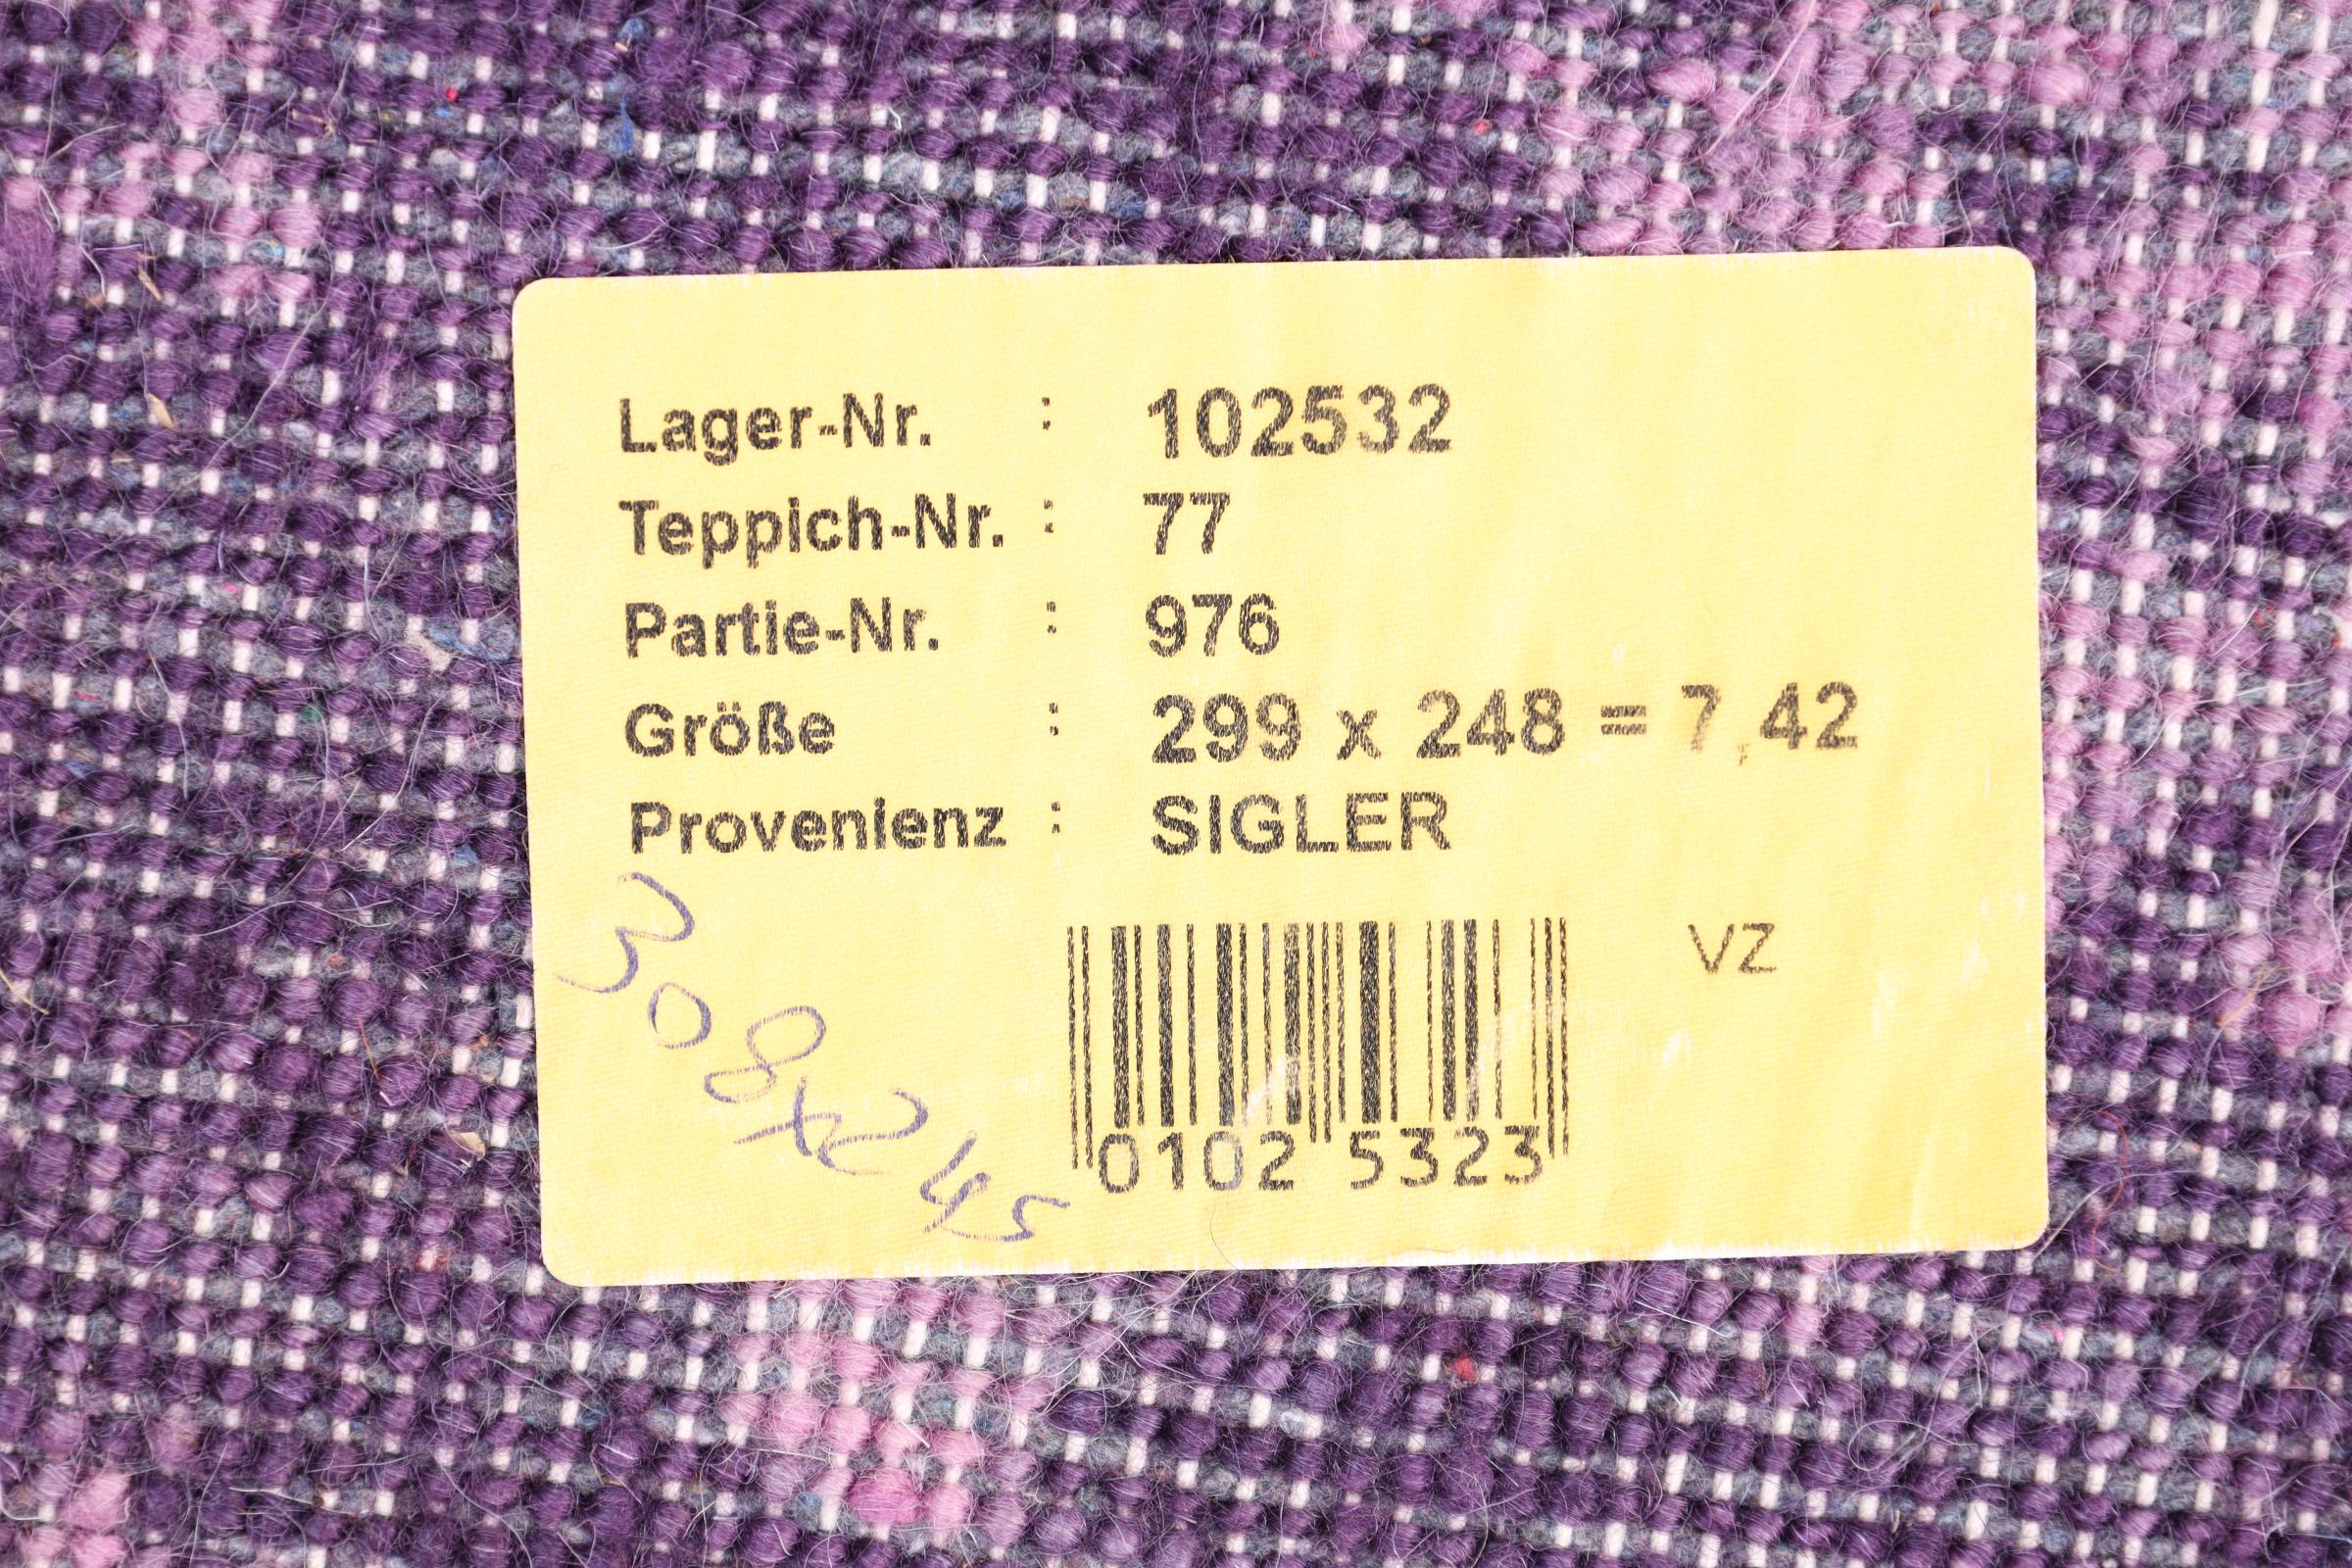 Lager-Nr. : 102532
Teppich-Nr. : 77
Partie-Nr. : 976
Größe : 299 x 248 = 7,42
Provenienz : SIGLER
308x245
VZ
0102 5323